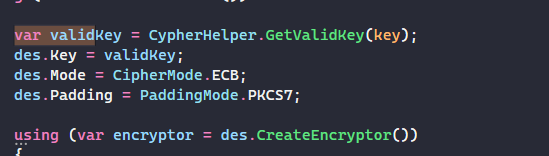 var validKey = CypherHelper.GetValidKey(key);
des.Key = validKey;
des.Mode = CipherMode.ECB;
des.Padding = PaddingMode.PKCS7;
using (var encryptor = des.CreateEncryptor())
{